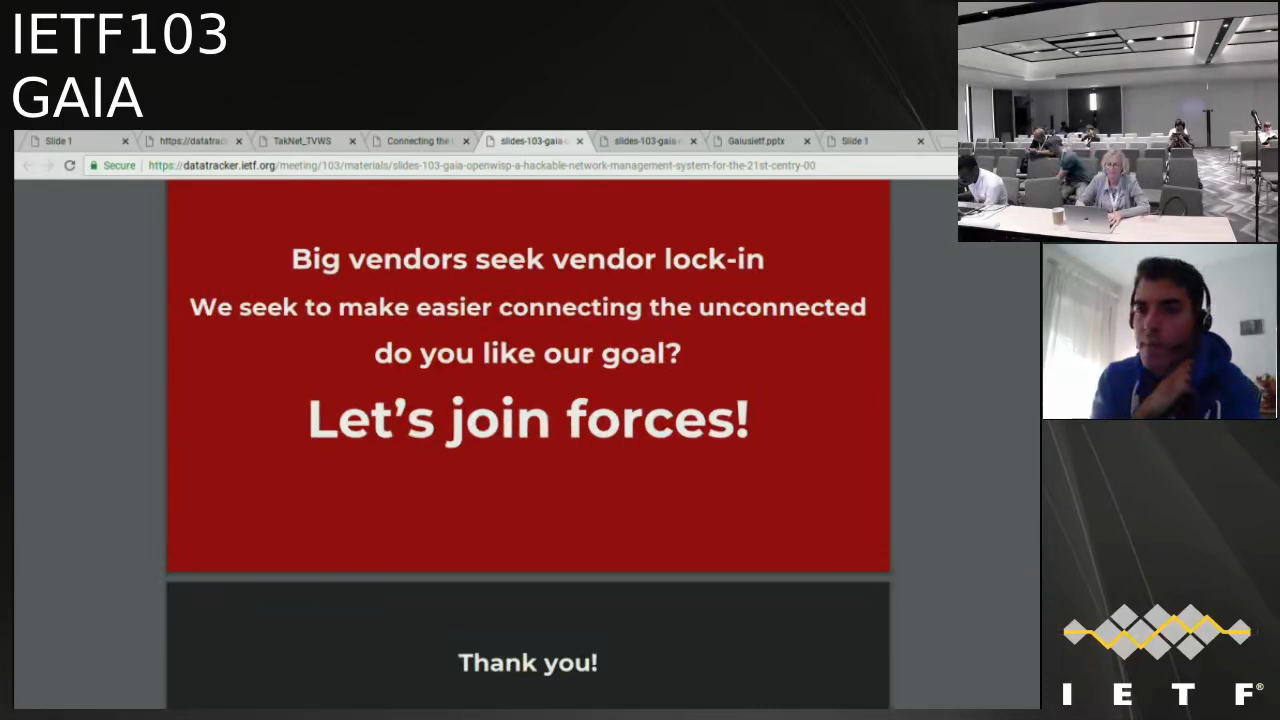 IETF103
GAIA
Slide 1
https://datatrac
TakNet_TVWS
Connecting the
slides-103-gaia-
slides-103-gaia
Gaiusietf.pptx
Slide 1
Secure
https://datatracker.ietf.org/meeting/103/materials/slides-103-gaia-openwisp-a-hackable-network-management-system-for-the-21st-centry-00
Big vendors seek vendor lock-in
We seek to make easier connecting the unconnected
do you like our goal?
Let's join forces!
Thank you!
I E T F®